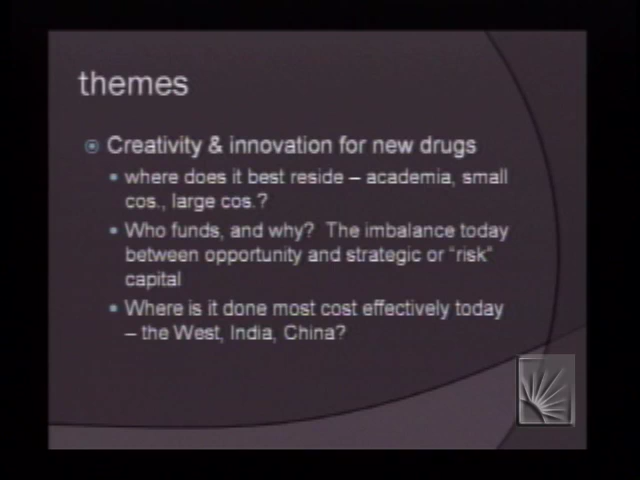 themes
Creativity & innovation for new drugs
where does it best reside – academia, small
cos., large cos.?
Who funds, and why? The imbalance today
between opportunity and strategic or “risk“
capital
Where is it done most cost effectively today
– the West, India, China?